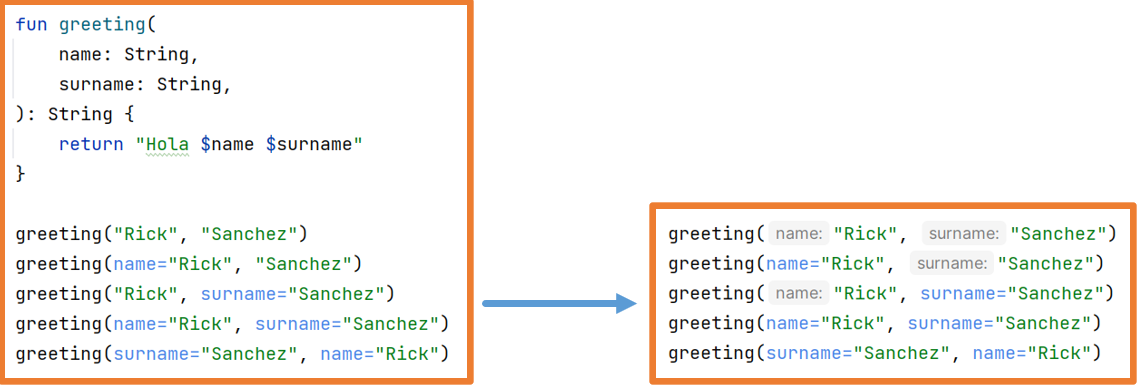 fun greeting(
    name: String,
    surname: String,
): String {
    return "Hola $name $surname"
}
greeting("Rick", "Sanchez")
greeting(name="Rick", "Sanchez")
greeting("Rick", surname="Sanchez")
greeting(name="Rick", surname="Sanchez")
greeting(surname="Sanchez", name="Rick")
greeting( name: "Rick", surname: "Sanchez")
greeting(name="Rick", surname: "Sanchez")
greeting( name: "Rick", surname="Sanchez")
greeting(name="Rick", surname="Sanchez")
greeting(surname="Sanchez", name="Rick")